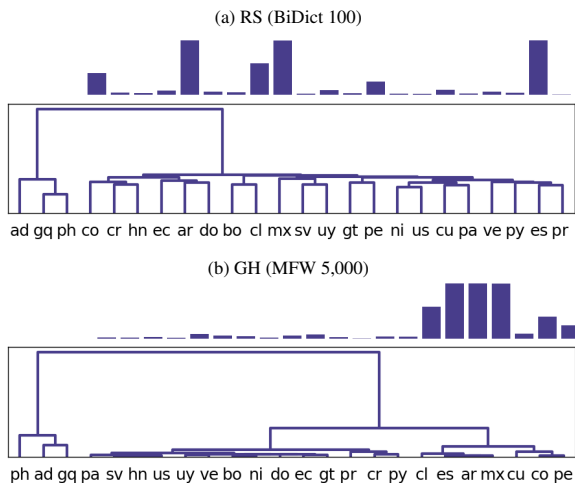 (a) RS (BiDict 100)
ad gq ph co cr hn ec ar do bo cl mx sv uy gt pe ni us cu pa ve py es pr
(b) GH (MFW 5,000)
ph ad gq pa sv hn us uy ve bo ni do ec gt pr cr py cl es ar mx cu co pe